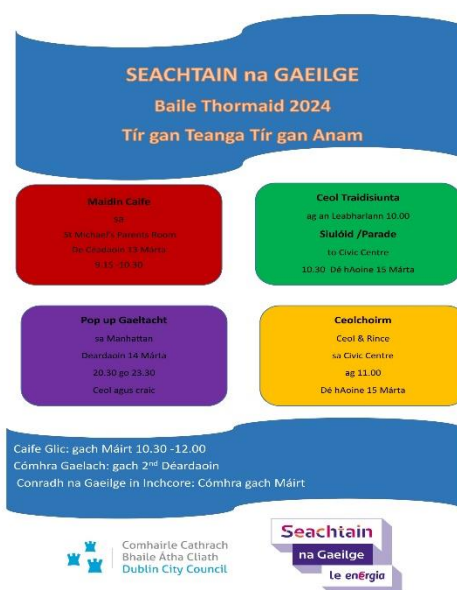 SEACHTAIN na GAEILGE
Baile Thormaid 2024
Tír gan Teanga Tír gan Anam
Maidin Caife
sa
St Michael's Parents Room
De Céadaoin 13 Márta
9.15 -10.30
Ceol Traidisiunta
ag an Leabharlann 10.00
Siulóid /Parade
to Civic Centre
10.30 Dé hAoine 15 Márta
Pop up Gaeltacht
sa Manhattan
Deardaoin 14 Márta
20.30 go 23.30
Ceol agus craic
Ceolchoirm
Ceol & Rince
sa Civic Centre
ag 11.00
Dé hAoine 15 Márta
Caife Glic: gach Máirt 10.30 -12.00
Cómhra Gaelach: gach 2nd Déardaoin
Conradh na Gaeilge in Inchcore: Cómhra gach Máirt
Comhairle Cathrach
Bhaile Átha Cliath
Dublin City Council
Seachtain
na Gaeilge
le energia